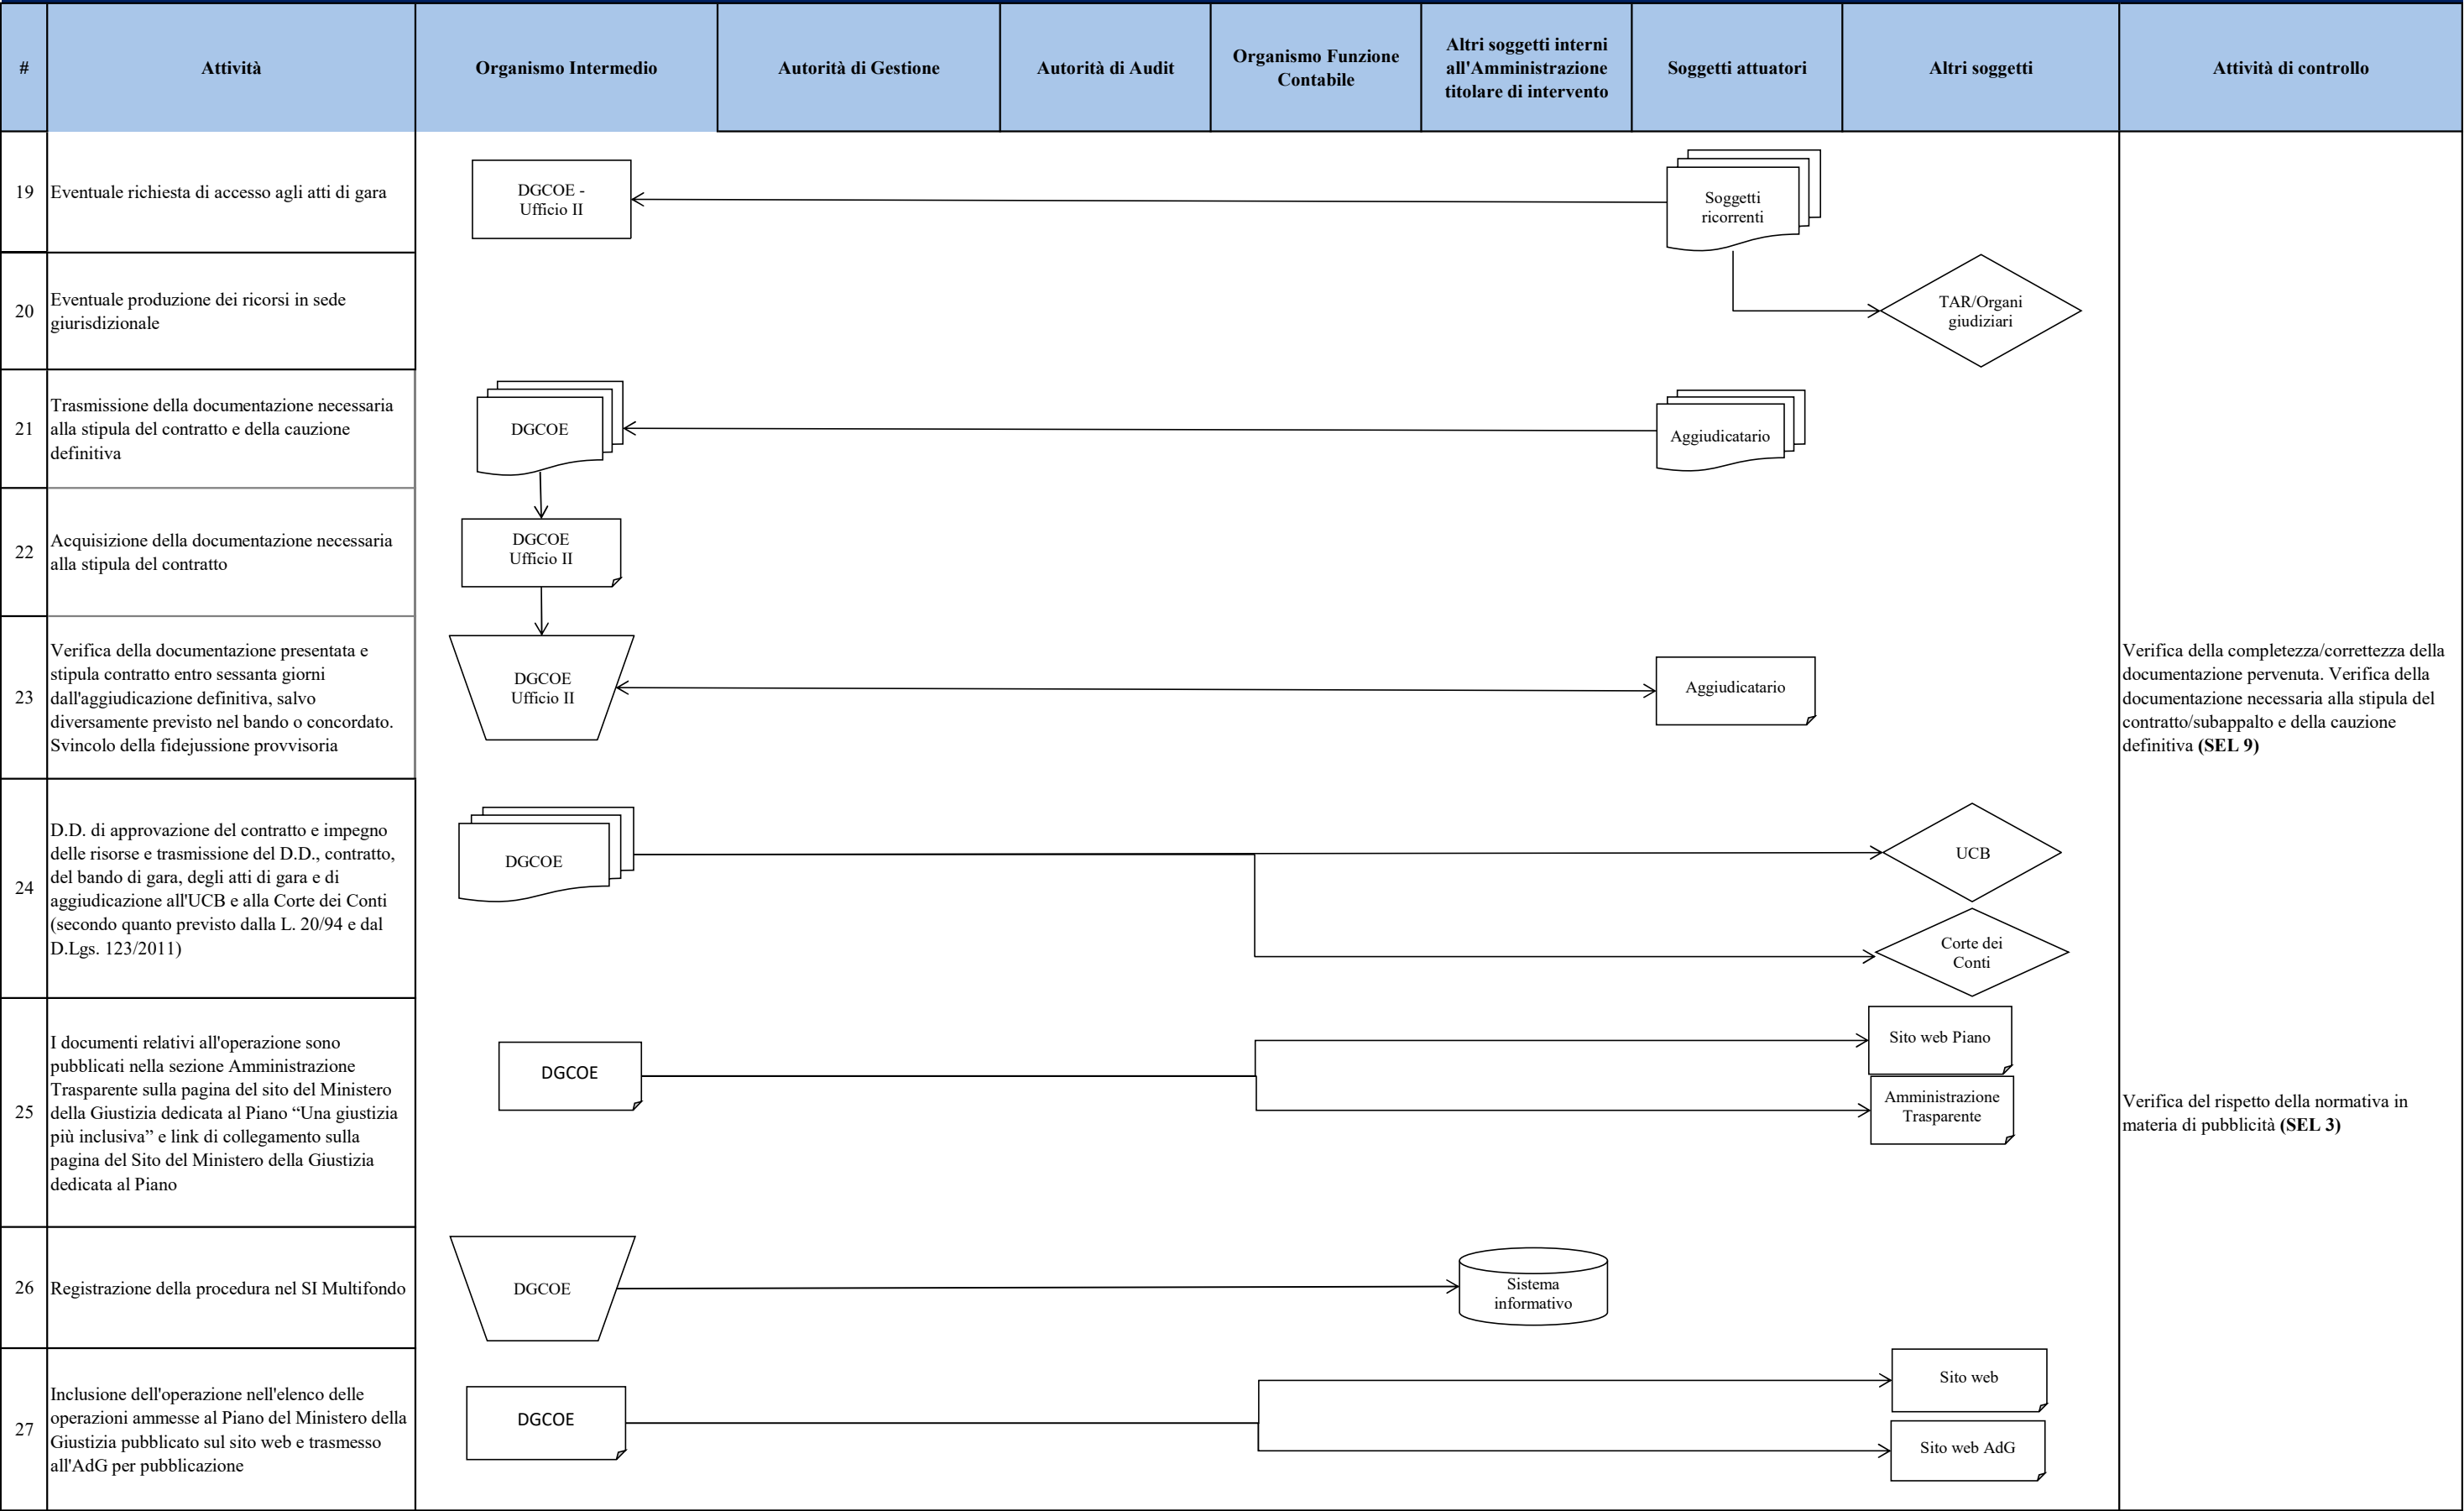 #
Attività
Organismo Intermedio
Autorità di Gestione
Autorità di Audit
Organismo Funzione
Contabile
Altri soggetti interni
all'Amministrazione
titolare di intervento
Soggetti attuatori
Altri soggetti
Attività di controllo
19
Eventuale richiesta di accesso agli atti di gara
DGCOE -
Ufficio II
Soggetti
ricorrenti
20
Eventuale produzione dei ricorsi in sede
giurisdizionale
TAR/Organi
giudiziari
21
Trasmissione della documentazione necessaria
alla stipula del contratto e della cauzione
definitiva
DGCOE
Aggiudicatario
22
Acquisizione della documentazione necessaria
alla stipula del contratto
DGCOE
Ufficio II
23
Verifica della documentazione presentata e
stipula contratto entro sessanta giorni
dall'aggiudicazione definitiva, salvo
diversamente previsto nel bando o concordato.
Svincolo della fidejussione provvisoria
DGCOE
Ufficio II
Aggiudicatario
Verifica della completezza/correttezza della
documentazione pervenuta. Verifica della
documentazione necessaria alla stipula del
contratto/subappalto e della cauzione
definitiva (SEL 9)
24
D.D. di approvazione del contratto e impegno
delle risorse e trasmissione del D.D., contratto,
del bando di gara, degli atti di gara e di
aggiudicazione all'UCB e alla Corte dei Conti
(secondo quanto previsto dalla L. 20/94 e dal
D.Lgs. 123/2011)
DGCOE
UCB
Corte dei
Conti
25
I documenti relativi all'operazione sono
pubblicati nella sezione Amministrazione
Trasparente sulla pagina del sito del Ministero
della Giustizia dedicata al Piano “Una giustizia
più inclusiva” e link di collegamento sulla
pagina del Sito del Ministero della Giustizia
dedicata al Piano
DGCOE
Sito web Piano
Amministrazione
Trasparente
Verifica del rispetto della normativa in
materia di pubblicità (SEL 3)
26
Registrazione della procedura nel SI Multifondo
DGCOE
Sistema
informativo
27
Inclusione dell'operazione nell'elenco delle
operazioni ammesse al Piano del Ministero della
Giustizia pubblicato sul sito web e trasmesso
all'AdG per pubblicazione
DGCOE
Sito web
Sito web AdG